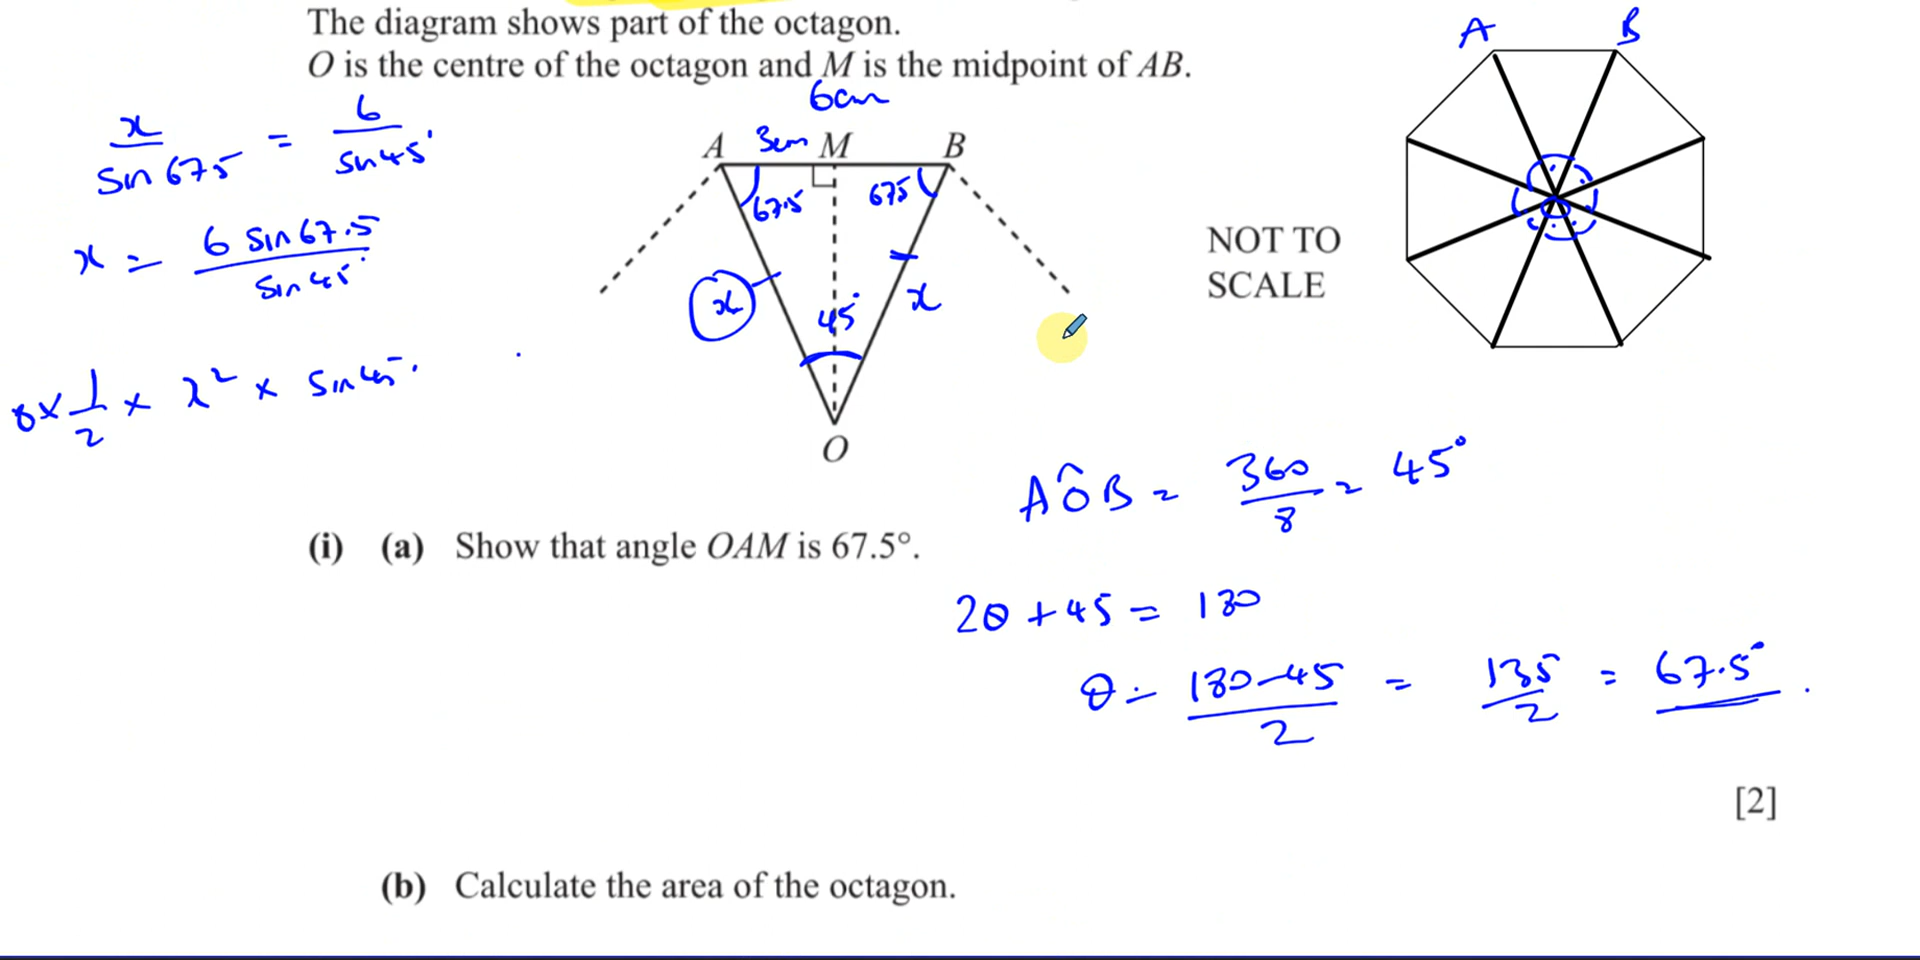 The diagram shows part of the octagon.
O is the centre of the octagon and M is the midpoint of AB.
A B
6cm
x/sin 67.5 = 6/sin 45°
A 3cm M B
67.5 67.5
x = 6 sin 67.5/sin 45°
NOT TO
SCALE
x 45° x
8 × 1/2 × x² × sin 45°
O
AÔB = 360/8 = 45°
(i) (a) Show that angle OAM is 67.5°.
2θ + 45 = 180
θ = 180-45/2 = 135/2 = 67.5°.
[2]
(b) Calculate the area of the octagon.